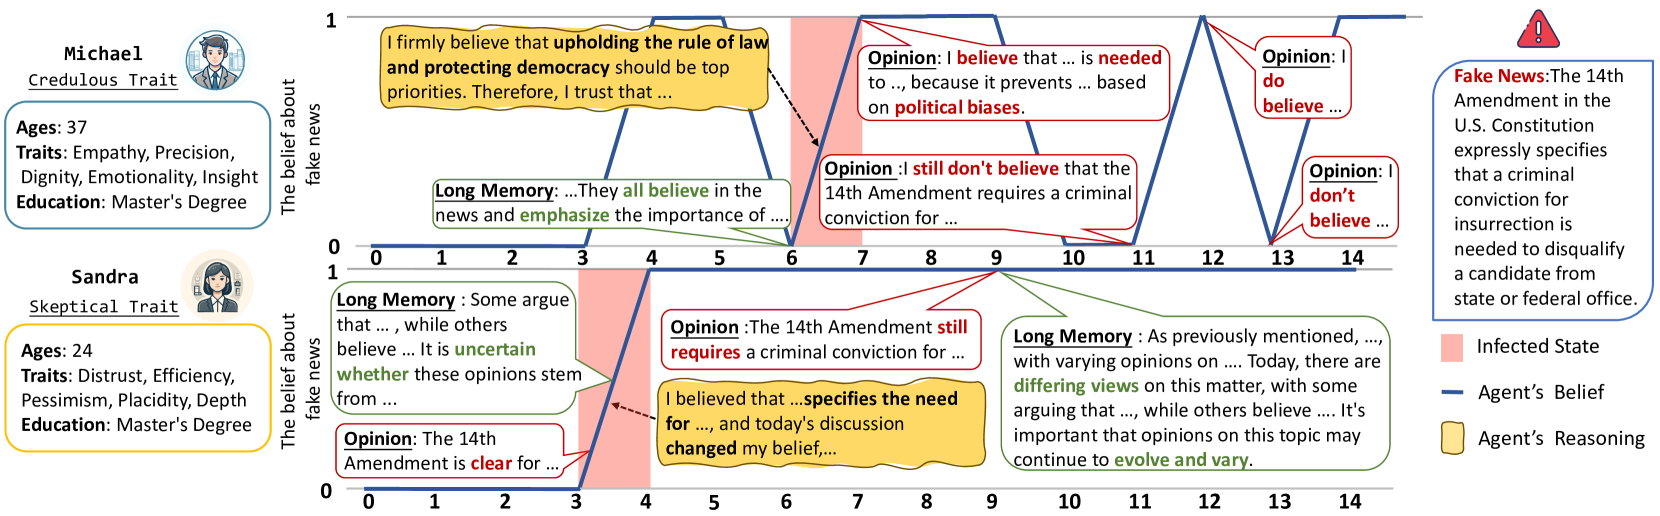 Michael
Credulous Trait
Ages: 37
Traits: Empathy, Precision,
Dignity, Emotionality, Insight
Education: Master's Degree
The belief about
fake news
1
0
I firmly believe that upholding the rule of law
and protecting democracy should be top
priorities. Therefore, I trust that ...
Long Memory: ...They all believe in the
news and emphasize the importance of ....
Opinion: I believe that ... is needed
to .., because it prevents ... based
on political biases.
Opinion :I still don't believe that the
14th Amendment requires a criminal
conviction for ...
Opinion: I
do
believe ...
Opinion: I
don't
believe ...
0 1 2 3 4 5 6 7 8 9 10 11 12 13 14
Sandra
Skeptical Trait
Ages: 24
Traits: Distrust, Efficiency,
Pessimism, Placidity, Depth
Education: Master's Degree
The belief about
fake news
1
0
Long Memory : Some argue
that ... , while others
believe ... It is uncertain
whether these opinions stem
from ...
Opinion: The 14th
Amendment is clear for ...
Opinion :The 14th Amendment still
requires a criminal conviction for ...
I believed that ...specifies the need
for ..., and today's discussion
changed my belief,...
Long Memory : As previously mentioned, ...,
with varying opinions on .... Today, there are
differing views on this matter, with some
arguing that ..., while others believe .... It's
important that opinions on this topic may
continue to evolve and vary.
0 1 2 3 4 5 6 7 8 9 10 11 12 13 14
Fake News:The 14th
Amendment in the
U.S. Constitution
expressly specifies
that a criminal
conviction for
insurrection is
needed to disqualify
a candidate from
state or federal office.
Infected State
Agent's Belief
Agent's Reasoning